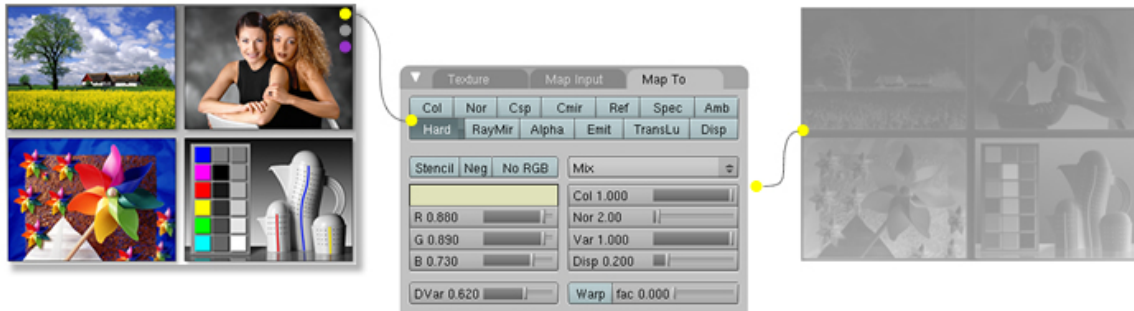 Texture Map Input Map To
Col Nor Csp Cmir Ref Spec Amb
Hard RayMir Alpha Emit TransLu Disp
Stencil Neg No RGB Mix
Col 1.000
R 0.880 Nor 2.00
G 0.890 Var 1.000
B 0.730 Disp 0.200
DVar 0.620 Warp fac 0.000